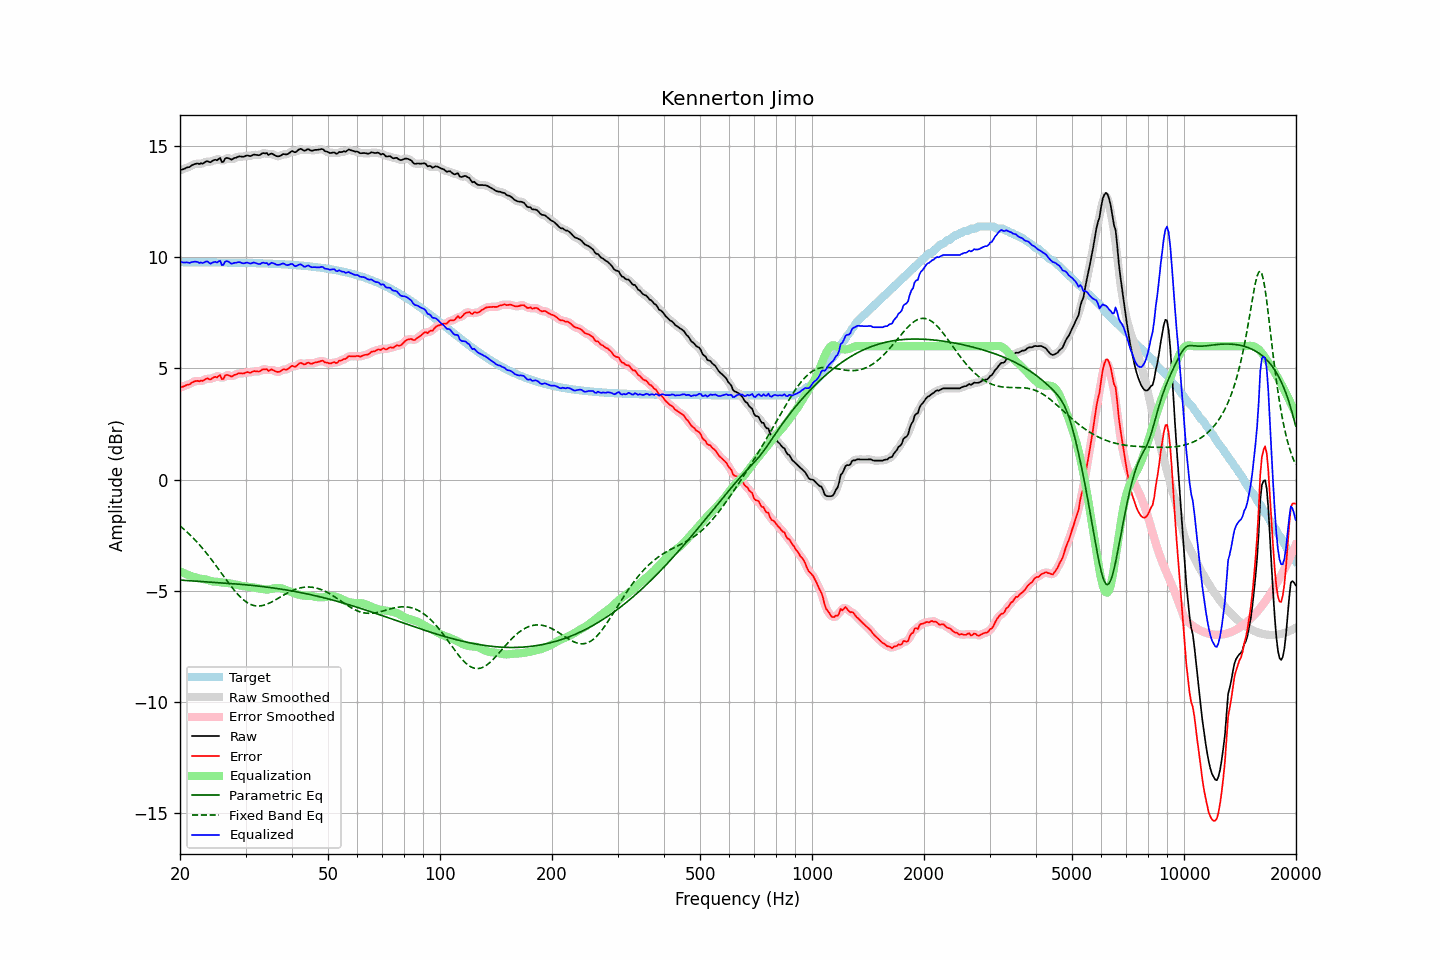 Kennerton Jimo
Amplitude (dBr)
15
10
5
0
−5
−10
−15
Target
Raw Smoothed
Error Smoothed
Raw
Error
Equalization
Parametric Eq
Fixed Band Eq
Equalized
20 50 100 200 500 1000 2000 5000 10000 20000
Frequency (Hz)